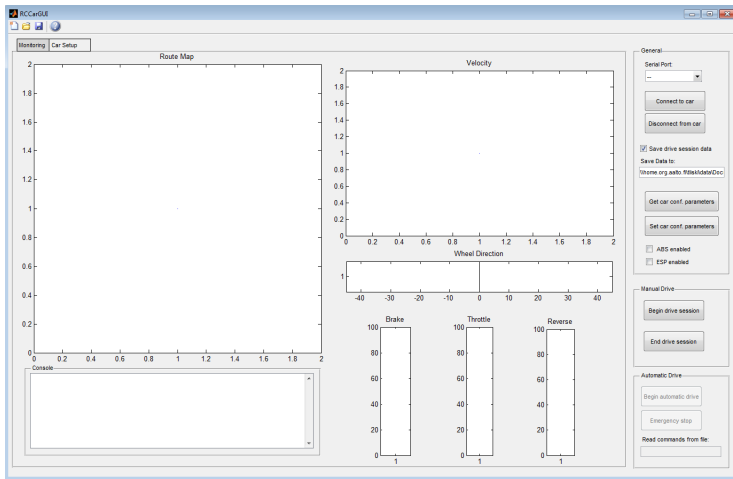 RCCarGUI
Monitoring
Car Setup
Route Map
2
1.8
1.6
1.4
1.2
1
0.8
0.6
0.4
0.2
0
0 0.2 0.4 0.6 0.8 1 1.2 1.4 1.6 1.8 2
Console
Velocity
2
1.8
1.6
1.4
1.2
1
0.8
0.6
0.4
0.2
0
0 0.2 0.4 0.6 0.8 1 1.2 1.4 1.6 1.8 2
Wheel Direction
1
-40 -30 -20 -10 0 10 20 30 40
Brake
100
80
60
40
20
0
1
Throttle
100
80
60
40
20
0
1
Reverse
100
80
60
40
20
0
1
General
Serial Port:
--
Connect to car
Disconnect from car
Save drive session data
Save Data to:
\\home.org.aalto.fi\tliski\data\Doc
Get car conf. parameters
Set car conf. parameters
ABS enabled
ESP enabled
Manual Drive
Begin drive session
End drive session
Automatic Drive
Begin automatic drive
Emergency stop
Read commands from file: